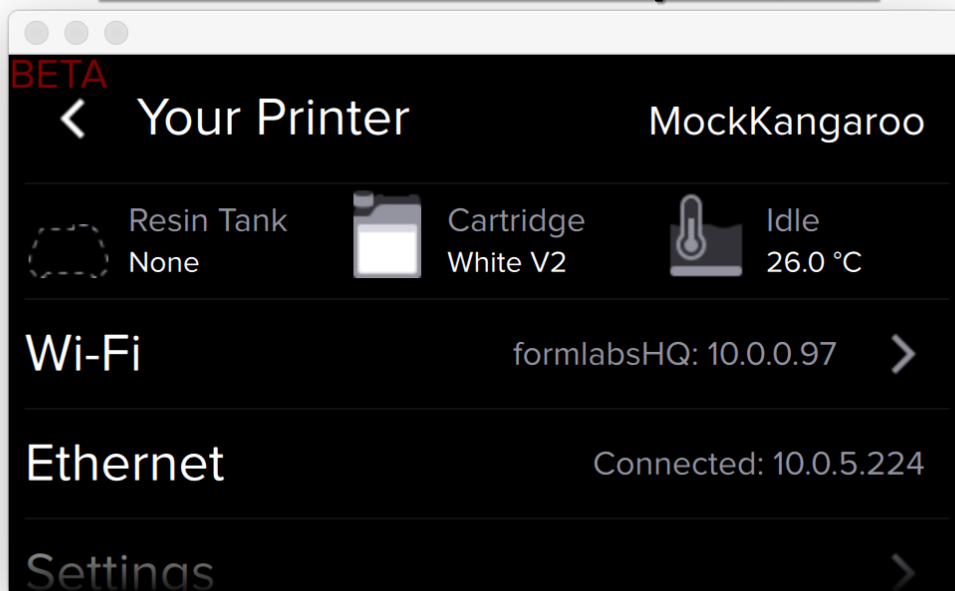 BETA
Your Printer MockKangaroo
Resin Tank Cartridge Idle
None White V2 26.0 °C
Wi-Fi formlabsHQ: 10.0.0.97
Ethernet Connected: 10.0.5.224
Settings